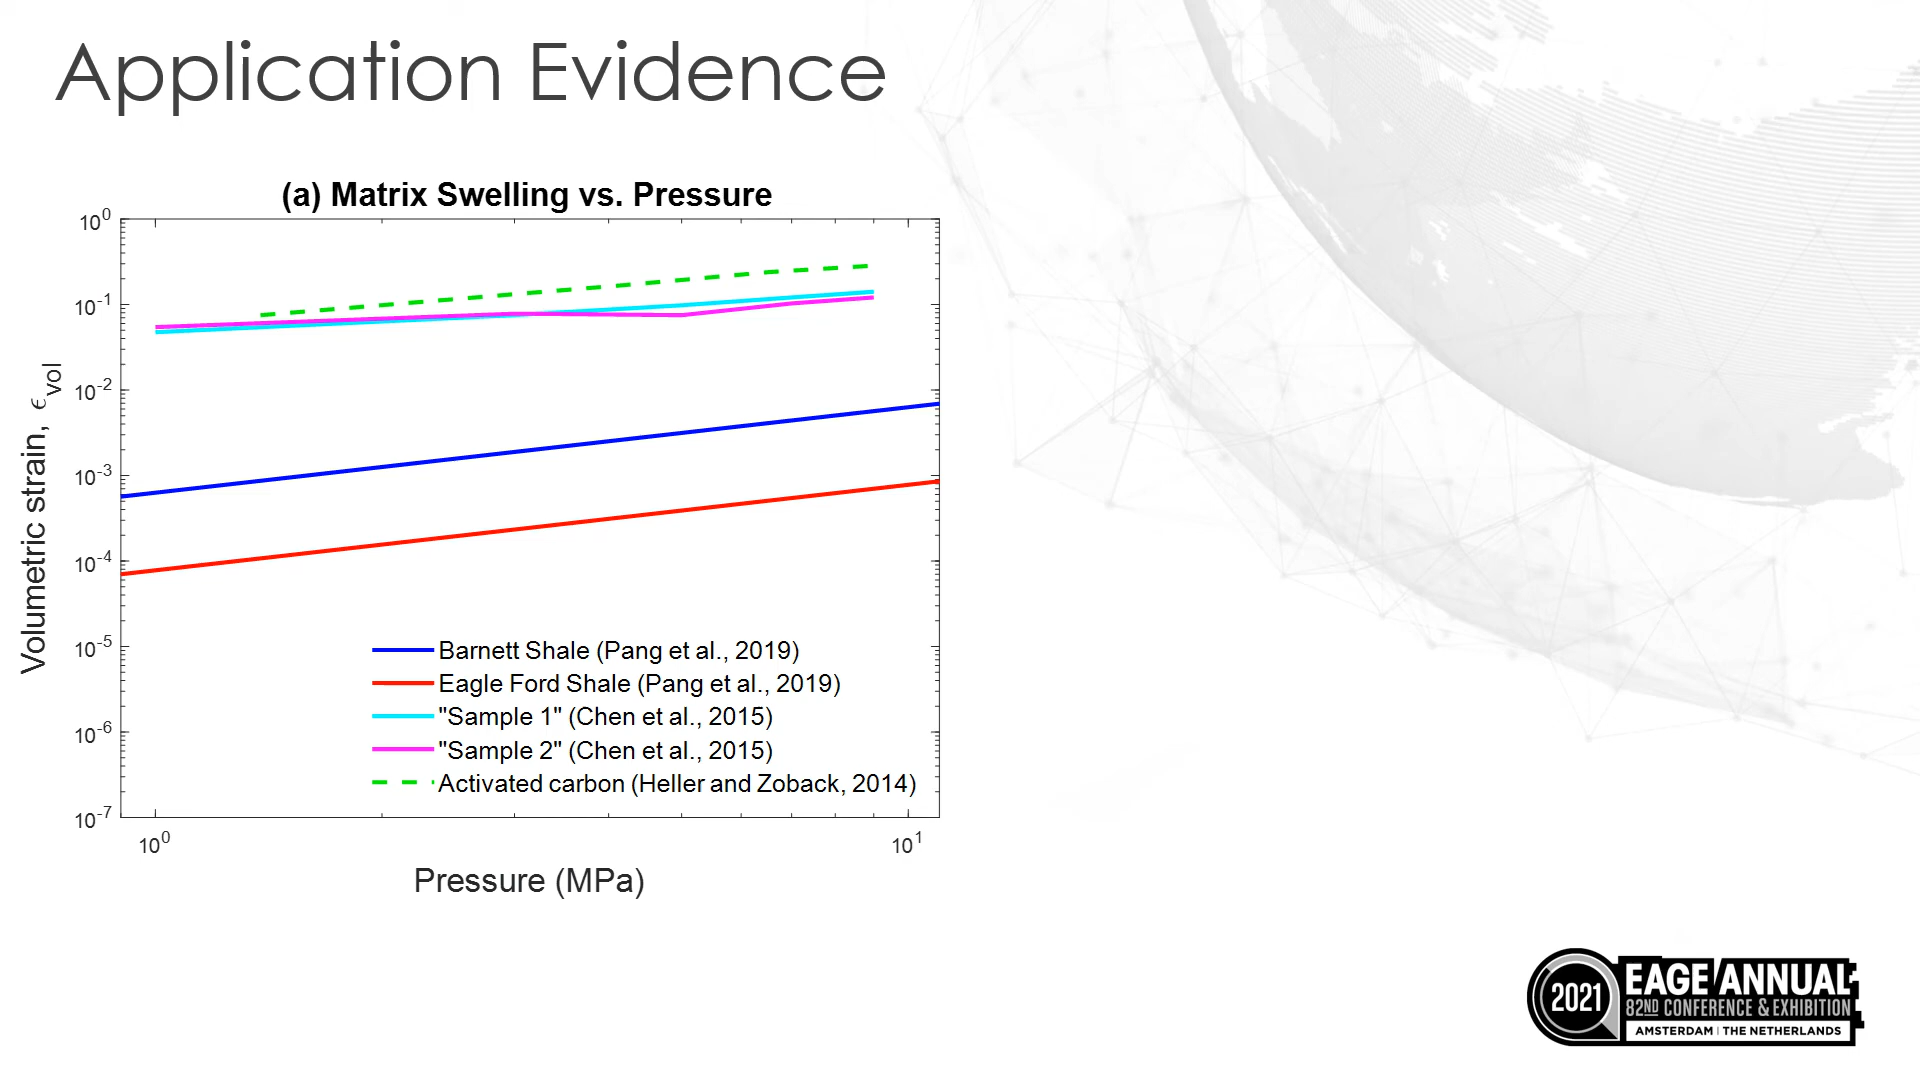 Application Evidence
(a) Matrix Swelling vs. Pressure
10^0
10^-1
10^-2
10^-3
10^-4
10^-5
10^-6
10^-7
Volumetric strain, ϵ_vol
Barnett Shale (Pang et al., 2019)
Eagle Ford Shale (Pang et al., 2019)
"Sample 1" (Chen et al., 2015)
"Sample 2" (Chen et al., 2015)
Activated carbon (Heller and Zoback, 2014)
10^0 10^1
Pressure (MPa)
2021
EAGE ANNUAL
82ND CONFERENCE & EXHIBITION
AMSTERDAM | THE NETHERLANDS